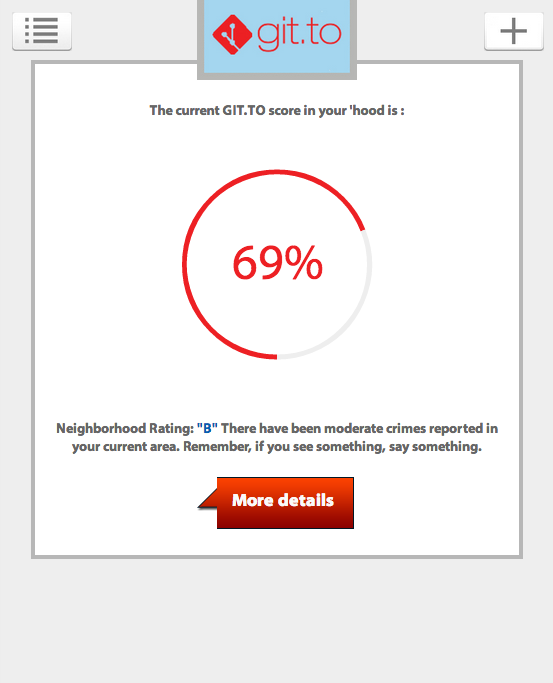 git.to
The current GIT.TO score in your 'hood is :
69%
Neighborhood Rating: "B" There have been moderate crimes reported in
your current area. Remember, if you see something, say something.
More details